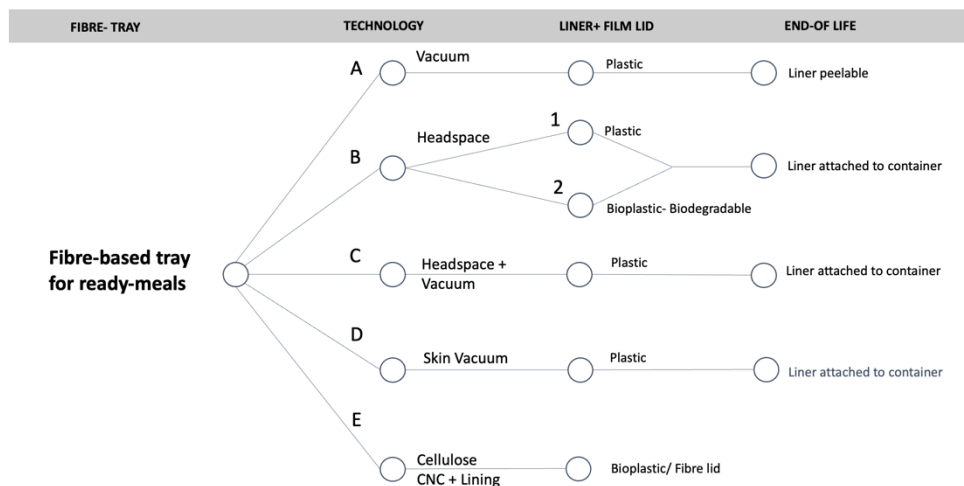 FIBRE- TRAY
TECHNOLOGY
LINER+ FILM LID
END-OF LIFE
A
Vacuum
Plastic
Liner peelable
B
Headspace
1
Plastic
2
Bioplastic- Biodegradable
Liner attached to container
Fibre-based tray
for ready-meals
C
Headspace +
Vacuum
Plastic
Liner attached to container
D
Skin Vacuum
Plastic
Liner attached to container
E
Cellulose
CNC + Lining
Bioplastic/ Fibre lid